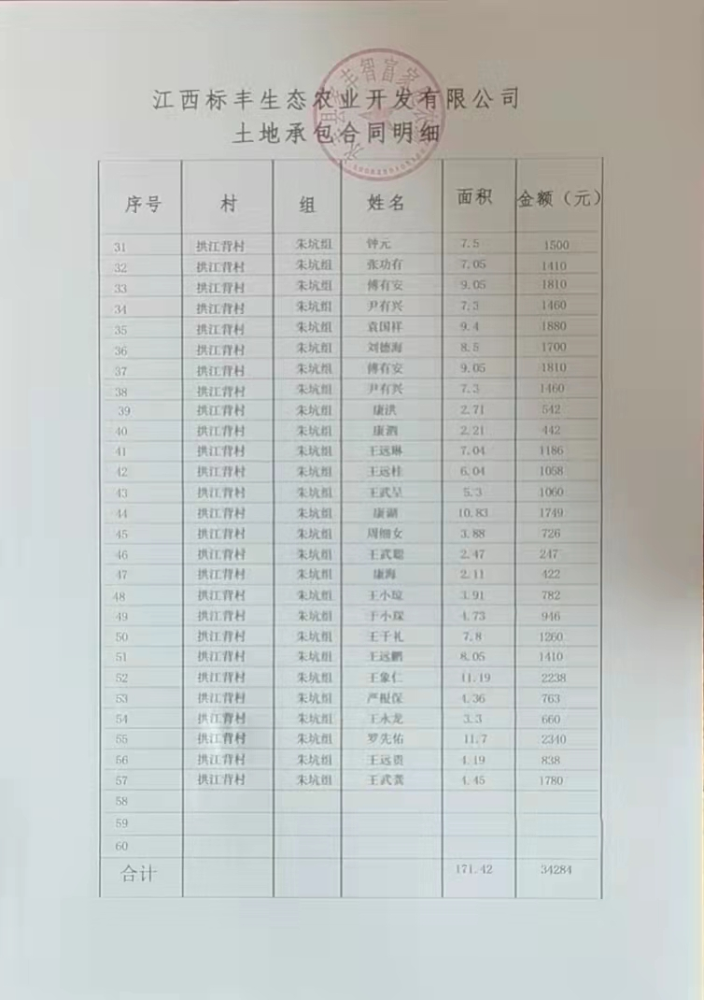 江西标丰生态农业开发有限公司
土地承包合同明细
序号 村 组 姓名 面积 金额（元）
31 拱江背村 朱坑组 钟元 7.5 1500
32 拱江背村 朱坑组 张功有 7.05 1410
33 拱江背村 朱坑组 傅有安 9.05 1810
34 拱江背村 朱坑组 尹有兴 7.3 1460
35 拱江背村 朱坑组 袁国祥 9.4 1880
36 拱江背村 朱坑组 刘德海 8.5 1700
37 拱江背村 朱坑组 傅有安 9.05 1810
38 拱江背村 朱坑组 尹有兴 7.3 1460
39 拱江背村 朱坑组 康洪 2.71 542
40 拱江背村 朱坑组 康泗 2.21 442
41 拱江背村 朱坑组 王远琳 7.04 1186
42 拱江背村 朱坑组 王远桂 6.04 1058
43 拱江背村 朱坑组 王武呈 5.3 1060
44 拱江背村 朱坑组 康湖 10.83 1749
45 拱江背村 朱坑组 周细女 3.88 726
46 拱江背村 朱坑组 王武聪 2.47 247
47 拱江背村 朱坑组 康海 2.11 422
48 拱江背村 朱坑组 王小琼 3.91 782
49 拱江背村 朱坑组 于小琛 4.73 946
50 拱江背村 朱坑组 王于礼 7.8 1260
51 拱江背村 朱坑组 王远鹏 8.05 1410
52 拱江背村 朱坑组 王象仁 11.19 2238
53 拱江背村 朱坑组 严根保 4.36 763
54 拱江背村 朱坑组 王永龙 3.3 660
55 拱江背村 朱坑组 罗先佑 11.7 2340
56 拱江背村 朱坑组 王远贵 4.19 838
57 拱江背村 朱坑组 王武龚 4.45 1780
58
59
60
合计 171.42 34284